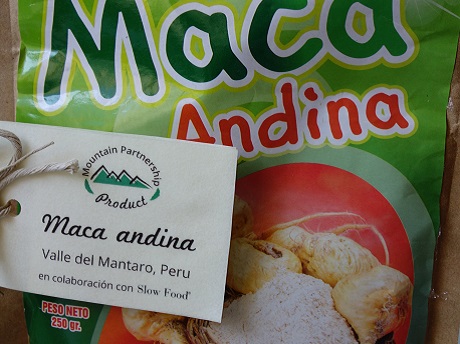 Maca
Andina
Mountain Partnership
Product
Maca andina
Valle del Mantaro, Peru
en colaboración con Slow Food®
PESO NETO
250 gr.